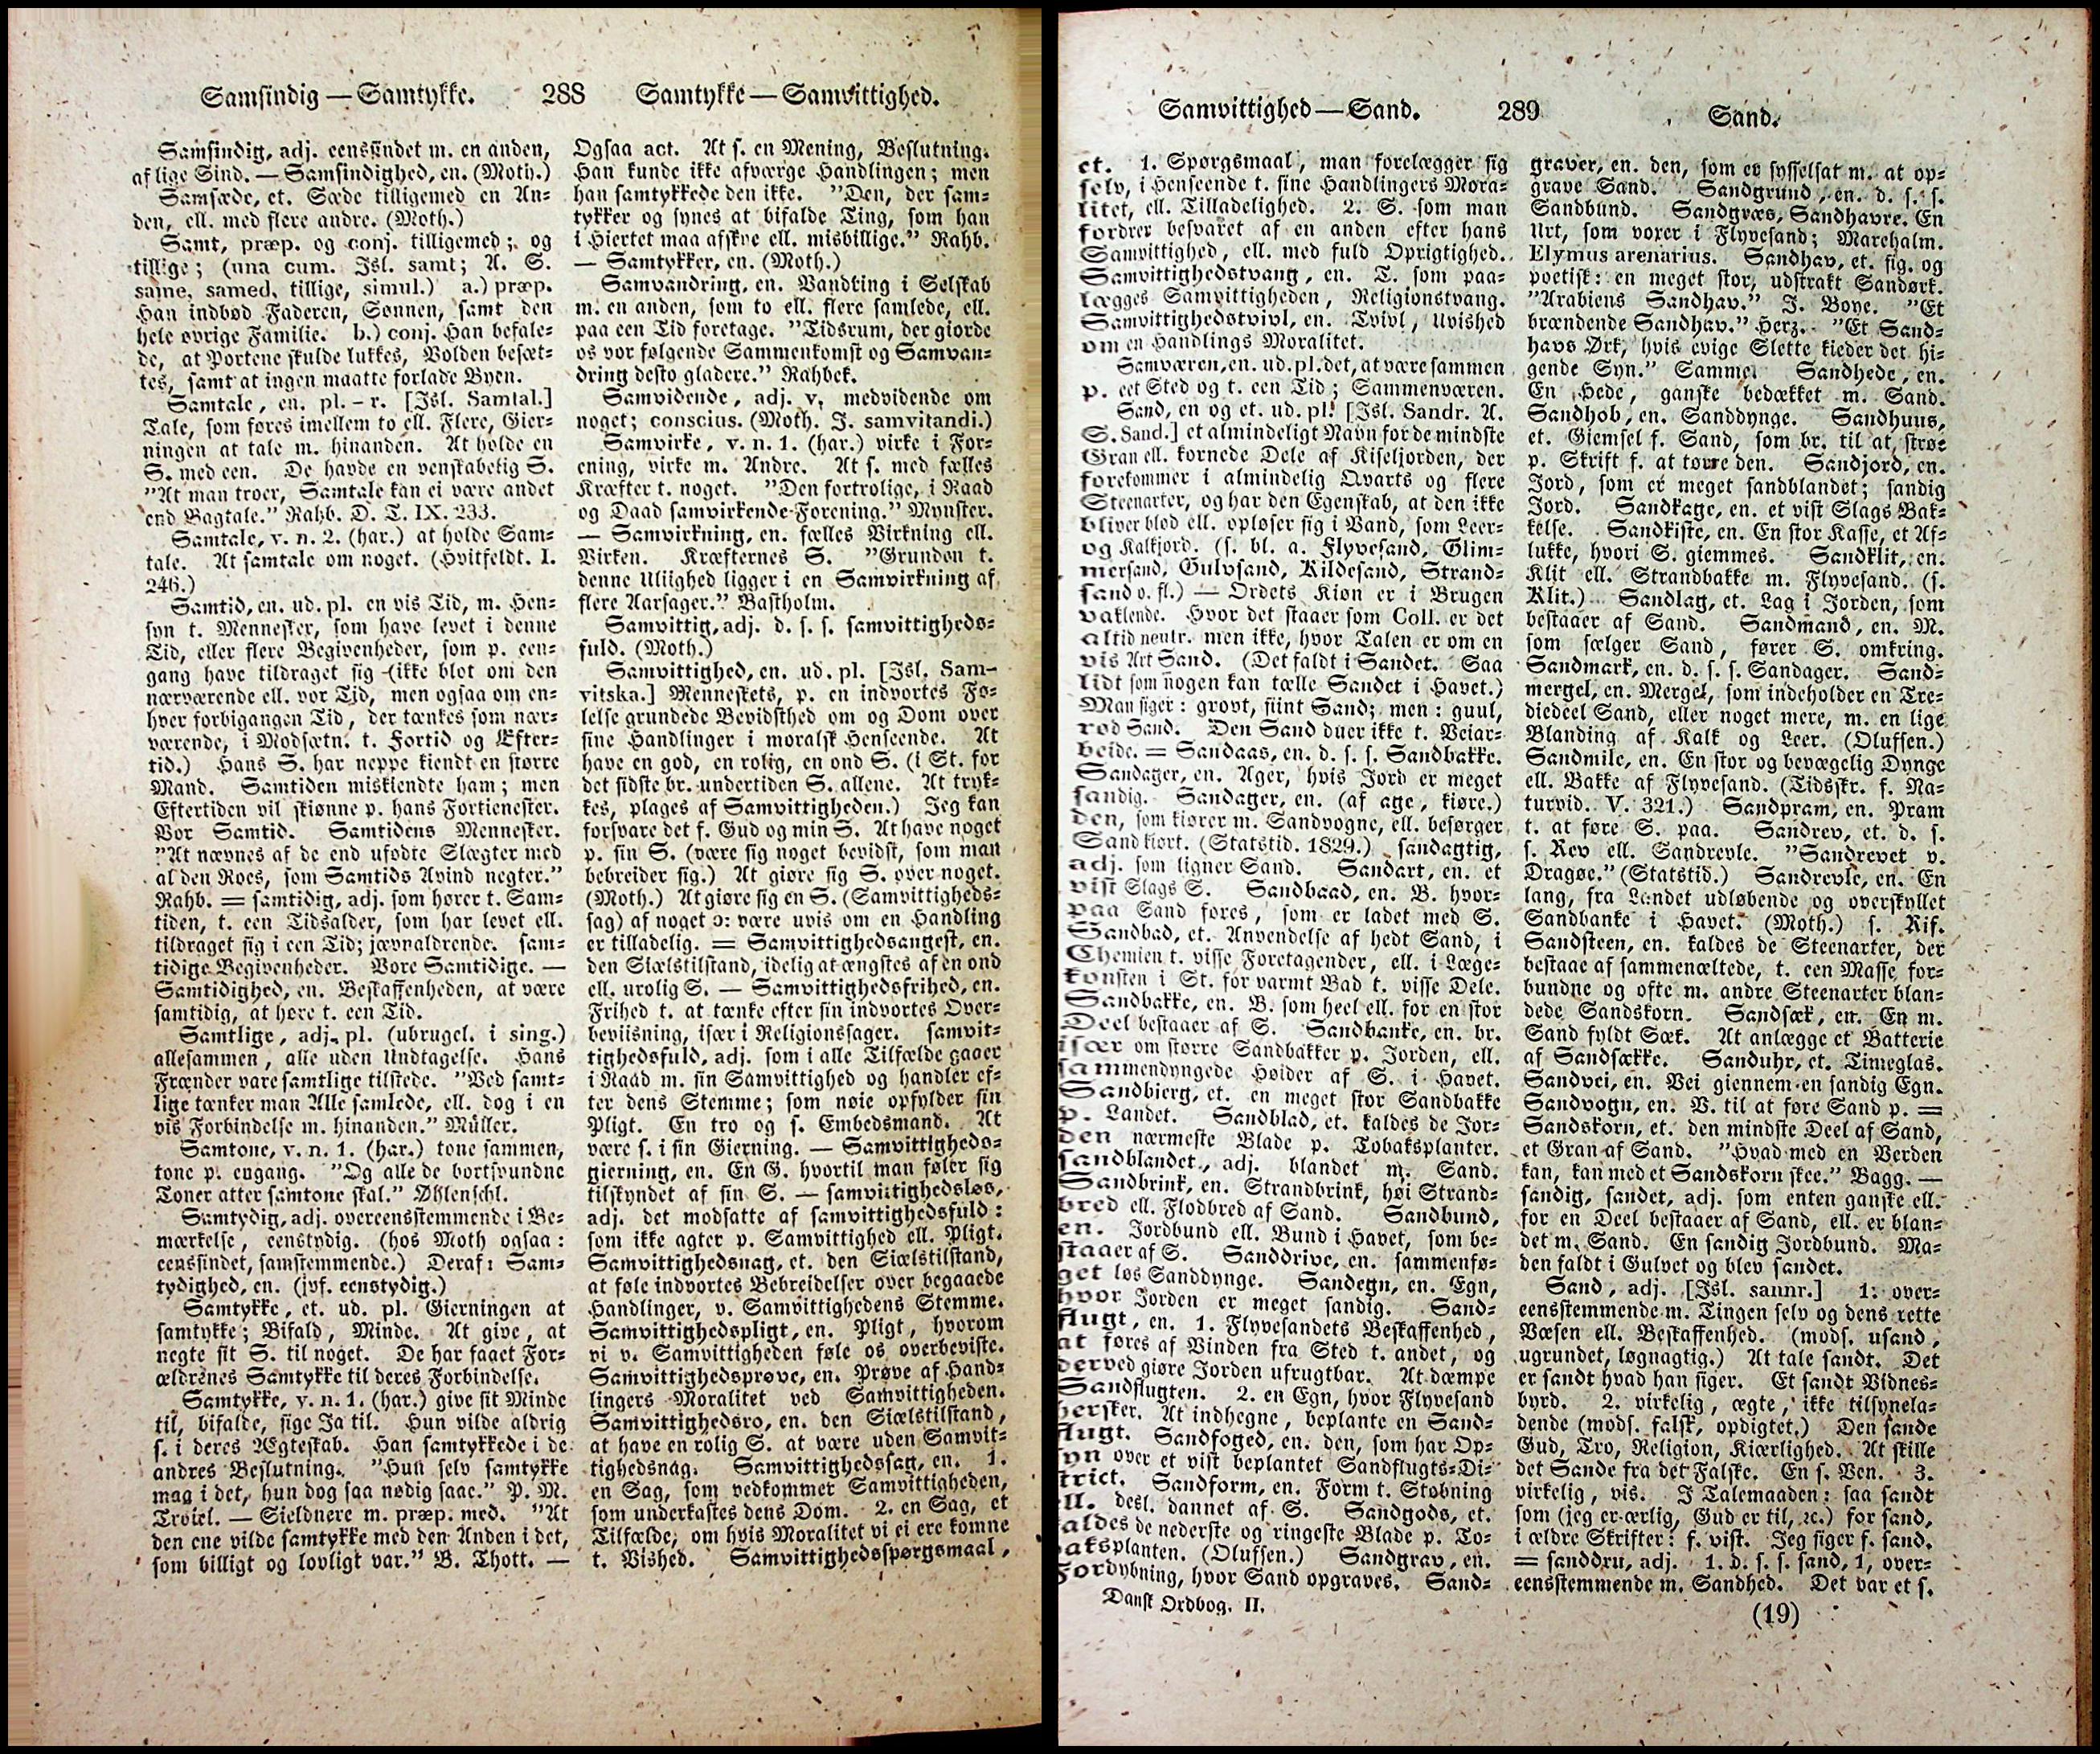 Samsindig — Samtykke. 288 Samtykke — Samvittighed.
Samsindig, adj. eenssindet m. en anden,
af lige Sind. — Samsindighed, en. (Moth.)
Samsæde, et. Sæde tilligemed en An-
den, ell. med flere andre. (Moth.)
Samt, præp. og conj. tilligemed; og
tillige; (una cum. Isl. samt; A. S.
same, samed, tillige, simul.) a.) præp.
Han indbød Faderen, Sønnen, samt den
hele øvrige Familie. b.) conj. Han befale-
de, at Portene skulde lukkes, Volden besæt-
tes, samt at ingen maatte forlade Byen.
Samtale, en. pl. - r. [Isl. Samtal.]
Tale, som føres imellem to ell. Flere, Gier-
ningen at tale m. hinanden. At holde en
S. med een. De havde en venskabelig S.
"At man troer, Samtale kan ei være andet
end Bagtale." Rahb. D. T. IX. 233.
Samtale, v. n. 2. (har.) at holde Sam-
tale. At samtale om noget. (Hvitfeldt. I.
246.)
Samtid, en. ud. pl. en vis Tid, m. Hen-
syn t. Mennesker, som have levet i denne
Tid, eller flere Begivenheder, som p. een-
gang have tildraget sig (ikke blot om den
nærværende ell. vor Tid, men ogsaa om en-
hver forbigangen Tid, der tænkes som nær-
værende, i Modsætn. t. Fortid og Efter-
tid.) Hans S. har neppe kiendt en større
Mand. Samtiden miskiendte ham; men
Eftertiden vil skiønne p. hans Fortienester.
Vor Samtid. Samtidens Mennesker.
"At nævnes af de end ufødte Slægter med
al den Roes, som Samtids Avind negter."
Rahb. = samtidig, adj. som hører t. Sam-
tiden, t. een Tidsalder, som har levet ell.
tildraget sig i een Tid; jævnaldrende. sam-
tidige Begivenheder. Vore Samtidige. —
Samtidighed, en. Beskaffenheden, at være
samtidig, at høre t. een Tid.
Samtlige, adj. pl. (ubrugel. i sing.)
allesammen, alle uden Undtagelse. Hans
Frænder vare samtlige tilstede. "Ved samt-
lige tænker man Alle samlede, ell. dog i en
vis Forbindelse m. hinanden." Müller.
Samtone, v. n. 1. (har.) tone sammen,
tone p. engang. "Og alle de bortsvundne
Toner atter samtone skal." Øhlenschl.
Samtydig, adj. overeensstemmende i Be-
mærkelse, eenstydig. (hos Moth ogsaa:
eenssindet, samstemmende.) Deraf: Sam-
tydighed, en. (jvf. eenstydig.)
Samtykke, et. ud. pl. Gierningen at
samtykke; Bifald, Minde. At give, at
negte sit S. til noget. De har faaet For-
ældrenes Samtykke til deres Forbindelse.
Samtykke, v. n. 1. (har.) give sit Minde
til, bifalde, sige Ja til. Hun vilde aldrig
s. i deres Ægteskab. Han samtykkede i de
andres Beslutning. "Hun selv samtykke
mag i det, hun dog saa nødig saae." P. M.
Troiel. — Sieldnere m. præp. med. "At
den ene vilde samtykke med den Anden i det,
som billigt og lovligt var." B. Thott. —
Ogsaa act. At s. en Mening, Beslutning.
Han kunde ikke afværge Handlingen; men
han samtykkede den ikke. "Den, der sam-
tykker og synes at bifalde Ting, som han
i Hiertet maa afskye ell. misbillige." Rahb.
— Samtykker, en. (Moth.)
Samvandring, en. Vandting i Selskab
m. en anden, som to ell. flere samlede, ell.
paa een Tid foretage. "Tidsrum, der giorde
os vor følgende Sammenkomst og Samvan-
dring desto gladere." Rahbek.
Samvidende, adj. v. medvidende om
noget; conscius. (Moth. J. samvitandi.)
Samvirke, v. n. 1. (har.) virke i For-
ening, virke m. Andre. At s. med fælles
Kræfter t. noget. "Den fortrolige, i Raad
og Daad samvirkende Forening." Mynster.
— Samvirkning, en. fælles Virkning ell.
Virken. Kræfternes S. "Grunden t.
denne Uliighed ligger i en Samvirkning af
flere Aarsager." Bastholm.
Samvittig, adj. d. s. s. samvittigheds-
fuld. (Moth.)
Samvittighed, en. ud. pl. [Isl. Sam-
vitska.] Menneskets, p. en indvortes Fø-
lelse grundede Bevidsthed om og Dom over
sine Handlinger i moralsk Henseende. At
have en god, en rolig, en ond S. (i St. for
det sidste br. undertiden S. allene. At tryk-
kes, plages af Samvittigheden.) Jeg kan
forsvare det f. Gud og min S. At have noget
p. sin S. (være sig noget bevidst, som man
bebreider sig.) At giøre sig S. over noget.
(Moth.) At giøre sig en S. (Samvittigheds-
sag) af noget ɔ: være uvis om en Handling
er tilladelig. = Samvittighedsangest, en.
den Siælstilstand, idelig at ængstes af en ond
ell. urolig S. — Samvittighedsfrihed, en.
Frihed t. at tænke efter sin indvortes Over-
beviisning, især i Religionssager. samvit-
tighedsfuld, adj. som i alle Tilfælde gaaer
i Raad m. sin Samvittighed og handler ef-
ter dens Stemme; som nøie opfylder sin
Pligt. En tro og s. Embedsmand. At
være s. i sin Gierning. — Samvittigheds-
gierning, en. En G. hvortil man føler sig
tilskyndet af sin S. — samvittighedsløs,
adj. det modsatte af samvittighedsfuld:
som ikke agter p. Samvittighed ell. Pligt.
Samvittighedsnag, et. den Siælstilstand,
at føle indvortes Bebreidelser over begaaede
Handlinger, v. Samvittighedens Stemme.
Samvittighedspligt, en. Pligt, hvorom
vi v. Samvittigheden føle os overbeviste.
Samvittighedsprøve, en. Prøve af Hand-
lingers Moralitet ved Samvittigheden.
Samvittighedsro, en. den Siælstilstand,
at have en rolig S. at være uden Samvit-
tighedsnag. Samvittighedssag, en. 1.
en Sag, som vedkommer Samvittigheden,
som underkastes dens Dom. 2. en Sag, et
Tilfælde, om hvis Moralitet vi ei ere komne
t. Vished. Samvittighedsspørgsmaal,
Samvittighed — Sand. 289 Sand.
et. 1. Spørgsmaal, man forelægger sig
selv, i Henseende t. sine Handlingers Mora-
litet, ell. Tilladelighed. 2. S. som man
fordrer besvaret af en anden efter hans
Samvittighed, ell. med fuld Oprigtighed.
Samvittighedstvang, en. T. som paa-
lægges Samvittigheden, Religionstvang.
Samvittighedstvivl, en. Tvivl, Uvished
om en Handlings Moralitet.
Samværen, en. ud. pl. det, at være sammen
p. eet Sted og t. een Tid; Sammenværen.
Sand, en og et. ud. pl. [Isl. Sandr. A.
S. Sand.] et almindeligt Navn for de mindste
Gran ell. kornede Dele af Kiseljorden, der
forekommer i almindelig Qvarts og flere
Steenarter, og har den Egenskab, at den ikke
bliver blød ell. opløser sig i Vand, som Leer-
og Kalkjord. (s. bl. a. Flyvesand, Glim-
mersand, Gulvsand, Kildesand, Strand-
sand o. fl.) — Ordets Kiøn er i Brugen
vaklende. Hvor det staaer som Coll. er det
altid neutr. men ikke, hvor Talen er om en
vis Art Sand. (Det faldt i Sandet. Saa
lidt som nogen kan tælle Sandet i Havet.)
Man siger: grovt, fiint Sand; men: guul,
rød Sand. Den Sand duer ikke t. Veiar-
beide. = Sandaas, en. d. s. s. Sandbakke.
Sandager, en. Ager, hvis Jord er meget
sandig. Sandager, en. (af age, kiøre.)
den, som kiører m. Sandvogne, ell. besørger
Sand kiørt. (Statstid. 1829.) sandagtig,
adj. som ligner Sand. Sandart, en. et
vist Slags S. Sandbaad, en. B. hvor-
paa Sand føres, som er ladet med S.
Sandbad, et. Anvendelse af hedt Sand, i
Chemien t. visse Foretagender, ell. i Læge-
konsten i St. for varmt Bad t. visse Dele.
Sandbakke, en. B. som heel ell. for en stor
Deel bestaaer af S. Sandbanke, en. br.
især om større Sandbakker p. Jorden, ell.
sammendyngede Høider af S. i Havet.
Sandbierg, et. en meget stor Sandbakke
p. Landet. Sandblad, et. kaldes de Jor-
den nærmeste Blade p. Tobaksplanter.
sandblandet, adj. blandet m. Sand.
Sandbrink, en. Strandbrink, høi Strand-
bred ell. Flodbred af Sand. Sandbund,
en. Jordbund ell. Bund i Havet, som be-
staaer af S. Sanddrive, en. sammenfø-
get løs Sanddynge. Sandegn, en. Egn,
hvor Jorden er meget sandig. Sand-
flugt, en. 1. Flyvesandets Beskaffenhed,
at føres af Vinden fra Sted t. andet, og
derved giøre Jorden ufrugtbar. At dæmpe
Sandflugten. 2. en Egn, hvor Flyvesand
hersker. At indhegne, beplante en Sand-
flugt. Sandfoged, en. den, som har Op-
syn over et vist beplantet Sandflugts-Di-
strict. Sandform, en. Form t. Støbning
ell. desl. dannet af S. Sandgods, et.
kaldes de nederste og ringeste Blade p. To-
baksplanten. (Olufsen.) Sandgrav, en.
Fordybning, hvor Sand opgraves. Sand-
Dansk Ordbog. II.
graver, en. den, som er sysselsat m. at op-
grave Sand. Sandgrund, en. d. s. s.
Sandbund. Sandgræs, Sandhavre. En
Urt, som voxer i Flyvesand; Marehalm.
Elymus arenarius. Sandhav, et. fig. og
poetisk: en meget stor, udstrakt Sandørk.
"Arabiens Sandhav." J. Boye. "Et
brændende Sandhav." Herz. "Et Sand-
havs Ørk, hvis evige Slette kieder det hi-
gende Syn." Samme. Sandhede, en.
En Hede, ganske bedækket m. Sand.
Sandhob, en. Sanddynge. Sandhuus,
et. Giemsel f. Sand, som br. til at strøe
p. Skrift f. at tørre den. Sandjord, en.
Jord, som er meget sandblandet; sandig
Jord. Sandkage, en. et vist Slags Bak-
kelse. Sandkiste, en. En stor Kasse, et Af-
lukke, hvori S. giemmes. Sandklit, en.
Klit ell. Strandbakke m. Flyvesand. (s.
Klit.) Sandlag, et. Lag i Jorden, som
bestaaer af Sand. Sandmand, en. M.
som sælger Sand, fører S. omkring.
Sandmark, en. d. s. s. Sandager. Sand-
mergel, en. Mergel, som indeholder en Tre-
diedeel Sand, eller noget mere, m. en lige
Blanding af Kalk og Leer. (Olufsen.)
Sandmile, en. En stor og bevægelig Dynge
ell. Bakke af Flyvesand. (Tidsskr. f. Na-
turvid. V. 321.) Sandpram, en. Pram
t. at føre S. paa. Sandrev, et. d. s.
s. Rev ell. Sandrevle. "Sandrevet v.
Dragøe." (Statstid.) Sandrevle, en. En
lang, fra Landet udløbende og overskyllet
Sandbanke i Havet. (Moth.) s. Rif.
Sandsteen, en. kaldes de Steenarter, der
bestaae af sammenæltede, t. een Masse for-
bundne og ofte m. andre Steenarter blan-
dede Sandskorn. Sandsæk, en. En m.
Sand fyldt Sæk. At anlægge et Batterie
af Sandsække. Sanduhr, et. Timeglas.
Sandvei, en. Vei giennem en sandig Egn.
Sandvogn, en. V. til at føre Sand p. =
Sandskorn, et. den mindste Deel af Sand,
et Gran af Sand. "Hvad med en Verden
kan, kan med et Sandskorn skee." Bagg. —
sandig, sandet, adj. som enten ganske ell.
for en Deel bestaaer af Sand, ell. er blan-
det m. Sand. En sandig Jordbund. Ma-
den faldt i Gulvet og blev sandet.
Sand, adj. [Isl. sannr.] 1. over-
eensstemmende m. Tingen selv og dens rette
Væsen ell. Beskaffenhed. (mods. usand,
ugrundet, løgnagtig.) At tale sandt. Det
er sandt hvad han siger. Et sandt Vidnes-
byrd. 2. virkelig, ægte, ikke tilsynela-
dende (mods. falsk, opdigtet.) Den sande
Gud, Tro, Religion, Kiærlighed. At skille
det Sande fra det Falske. En s. Ven. 3.
virkelig, vis. I Talemaaden: saa sandt
som (jeg er ærlig, Gud er til, ꝛc.) for sand,
i ældre Skrifter: f. vist. Jeg siger f. sand.
= sanddru, adj. 1. d. s. s. sand, 1, over-
eensstemmende m. Sandhed. Det var et s.
(19)